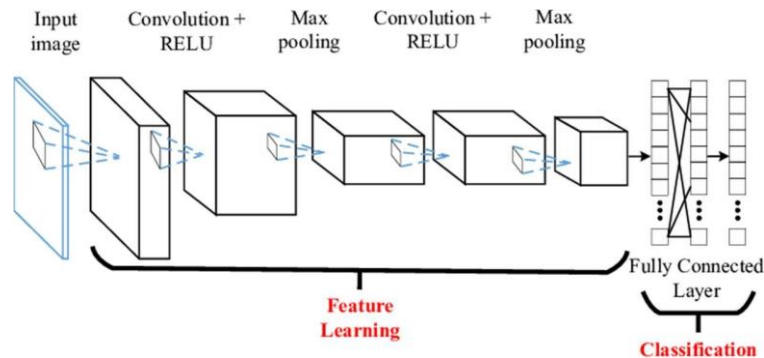 Input
image
Convolution +
RELU
Max
pooling
Convolution +
RELU
Max
pooling
Fully Connected
Layer
Feature
Learning
Classification